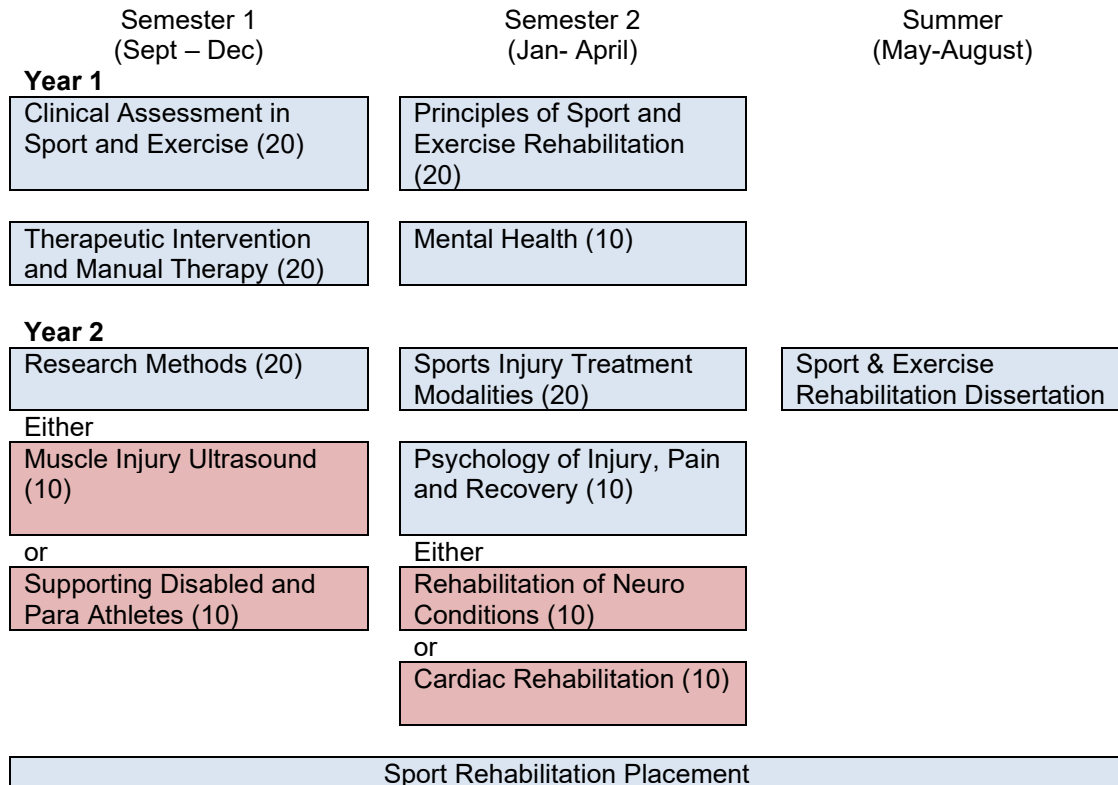 Semester 1
(Sept – Dec)
Semester 2
(Jan- April)
Summer
(May-August)
Year 1
Clinical Assessment in
Sport and Exercise (20)
Principles of Sport and
Exercise Rehabilitation
(20)
Therapeutic Intervention
and Manual Therapy (20)
Mental Health (10)
Year 2
Research Methods (20)
Sports Injury Treatment
Modalities (20)
Sport & Exercise
Rehabilitation Dissertation
Either
Muscle Injury Ultrasound
(10)
Psychology of Injury, Pain
and Recovery (10)
or
Supporting Disabled and
Para Athletes (10)
Either
Rehabilitation of Neuro
Conditions (10)
or
Cardiac Rehabilitation (10)
Sport Rehabilitation Placement